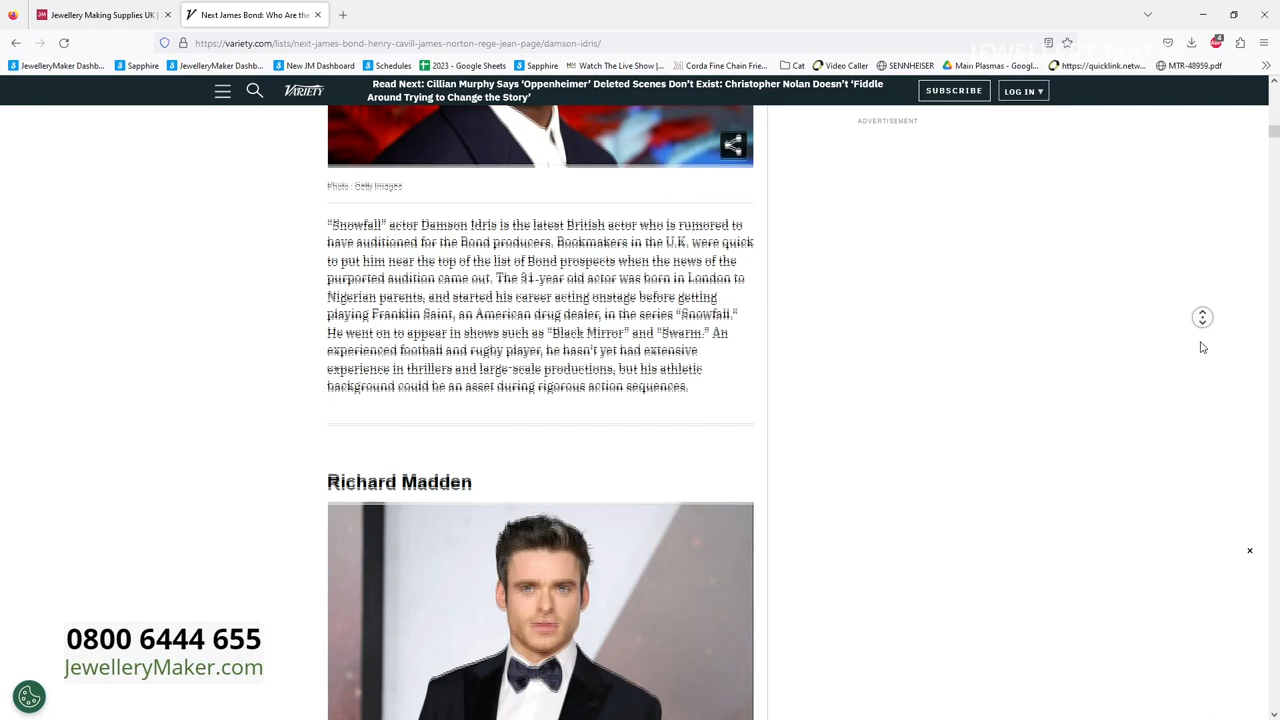 Jewellery Making Supplies UK |
Next James Bond: Who Are the
https://variety.com/lists/next-james-bond-henry-cavill-james-norton-rege-jean-page/damson-idris/
4
JewelleryMaker Dashb...
Sapphire
JewelleryMaker Dashb...
New JM Dashboard
Schedules
2023 - Google Sheets
Sapphire
Watch The Live Show |...
Corda Fine Chain Frie...
Cat
Video Caller
SENNHEISER
Main Plasmas - Googl...
https://quicklink.netw...
MTR-48959.pdf
VARIETY
Read Next: Cillian Murphy Says 'Oppenheimer' Deleted Scenes Don't Exist: Christopher Nolan Doesn't 'Fiddle
Around Trying to Change the Story'
SUBSCRIBE
LOG IN ▾
ADVERTISEMENT
Photo : Getty Images
“Snowfall” actor Damson Idris is the latest British actor who is rumored to
have auditioned for the Bond producers. Bookmakers in the U.K. were quick
to put him near the top of the list of Bond prospects when the news of the
purported audition came out. The 31-year old actor was born in London to
Nigerian parents, and started his career acting onstage before getting
playing Franklin Saint, an American drug dealer, in the series “Snowfall.”
He went on to appear in shows such as “Black Mirror” and “Swarm.” An
experienced football and rugby player, he hasn’t yet had extensive
experience in thrillers and large-scale productions, but his athletic
background could be an asset during rigorous action sequences.
Richard Madden
0800 6444 655
JewelleryMaker.com